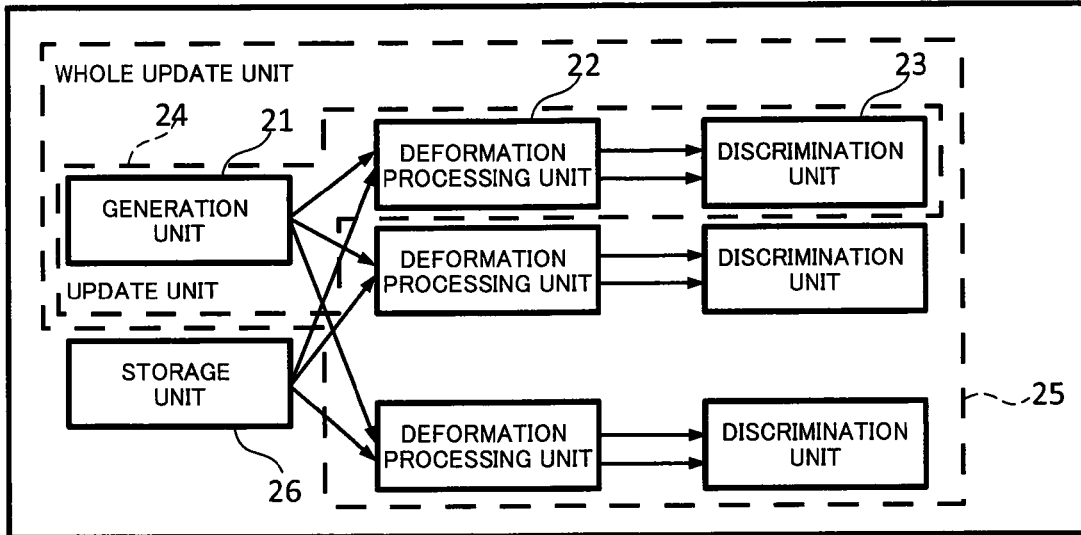 WHOLE UPDATE UNIT
22
23
24
21
DEFORMATION
PROCESSING UNIT
DISCRIMINATION
UNIT
GENERATION
UNIT
DEFORMATION
PROCESSING UNIT
DISCRIMINATION
UNIT
UPDATE UNIT
STORAGE
UNIT
25
DEFORMATION
PROCESSING UNIT
DISCRIMINATION
UNIT
26